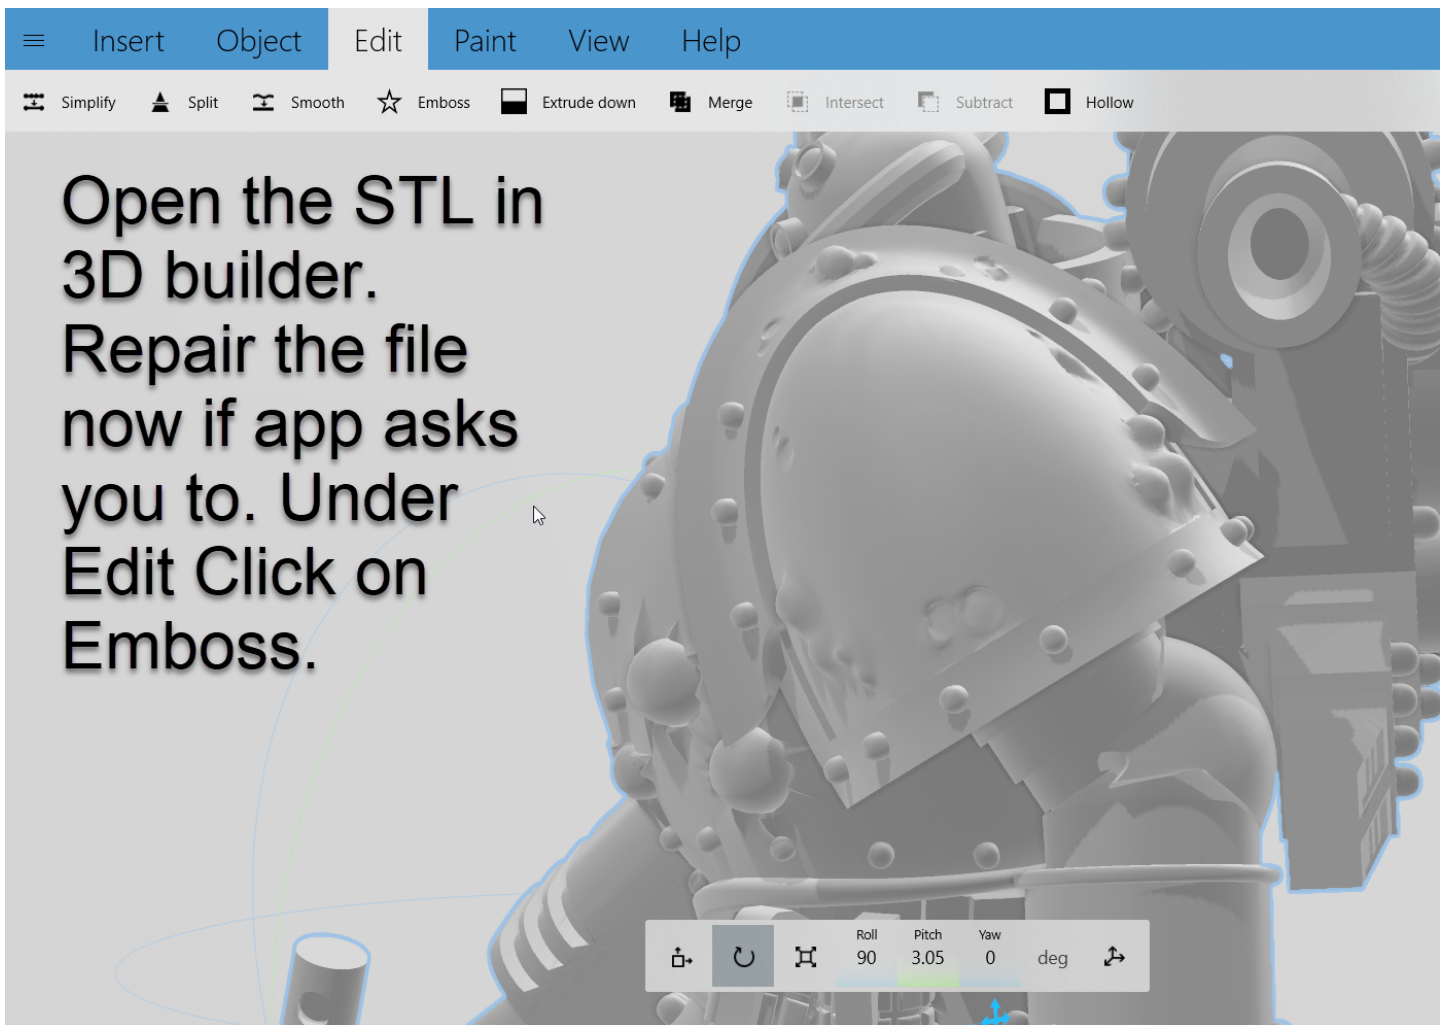 Insert Object Edit Paint View Help
Simplify Split Smooth Emboss Extrude down Merge Intersect Subtract Hollow
Open the STL in
3D builder.
Repair the file
now if app asks
you to. Under
Edit Click on
Emboss.
Roll Pitch Yaw
90 3.05 0 deg